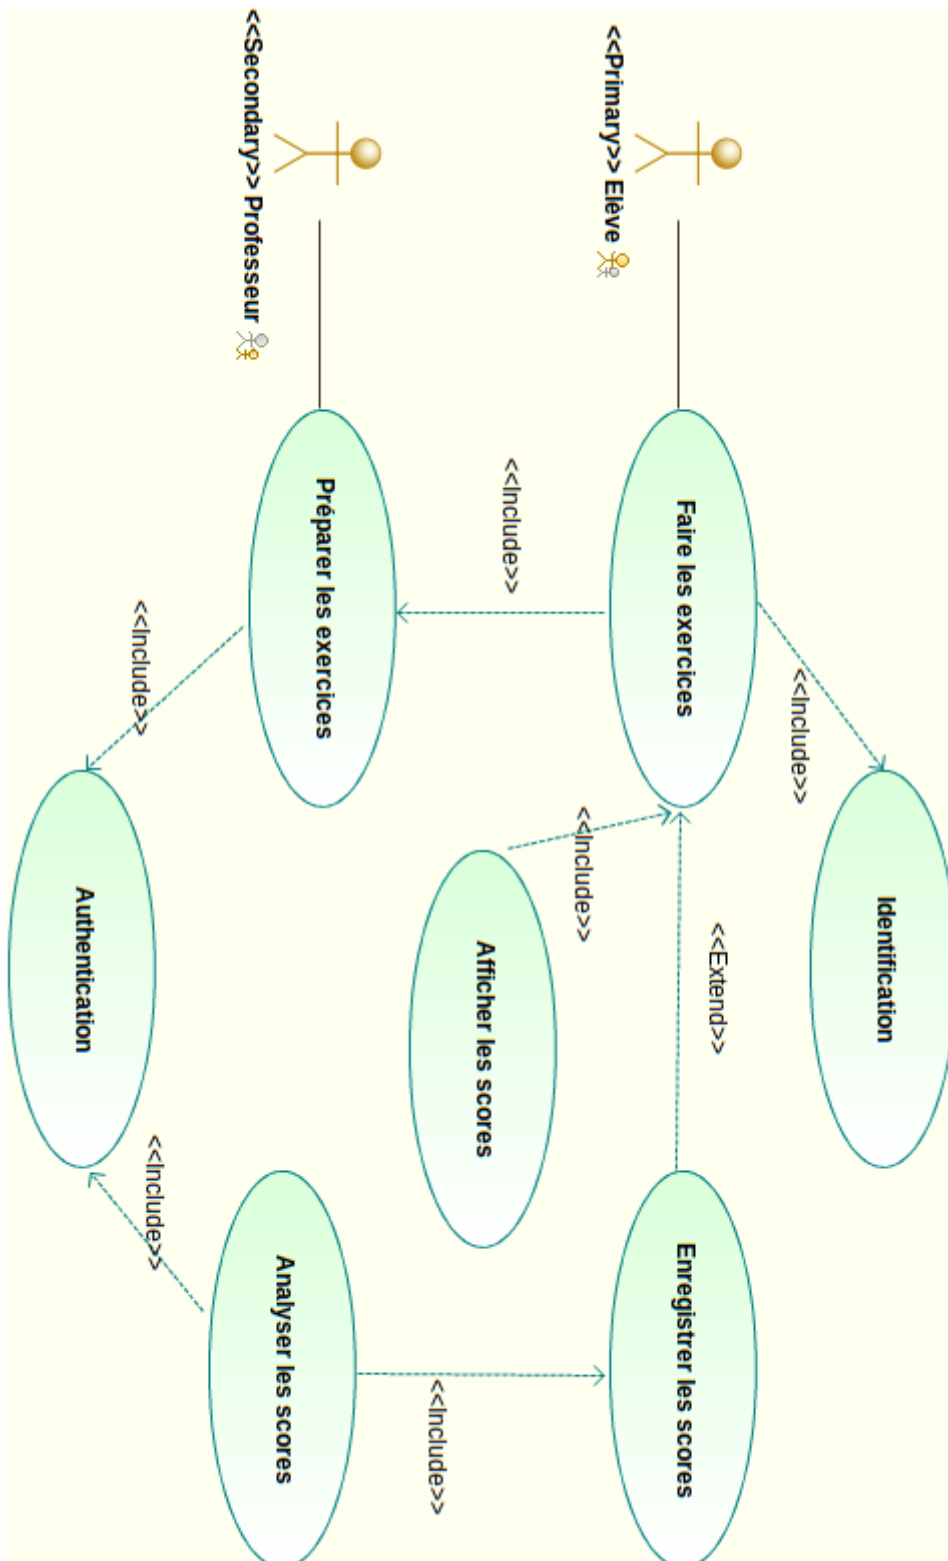 <<Primary>> Elève
<<Secondary>> Professeur
Identification
<<Include>>
Faire les exercices
<<Extend>>
Enregistrer les scores
<<Include>>
<<Include>>
Afficher les scores
<<Include>>
Préparer les exercices
Analyser les scores
<<Include>>
<<Include>>
Authentication